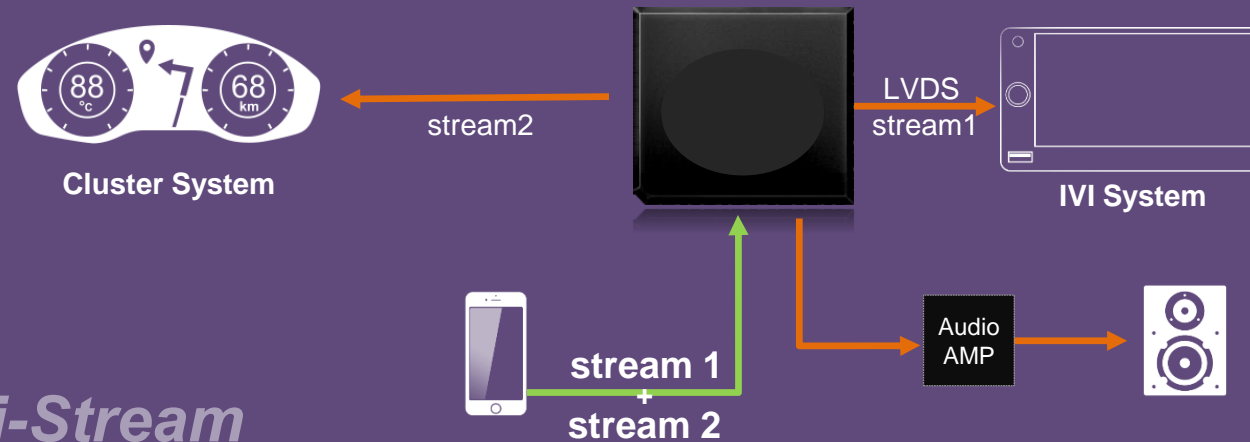 88
°c
68
km
stream2
LVDS
stream1
Cluster System
IVI System
Audio
AMP
stream 1
+
stream 2
i-Stream